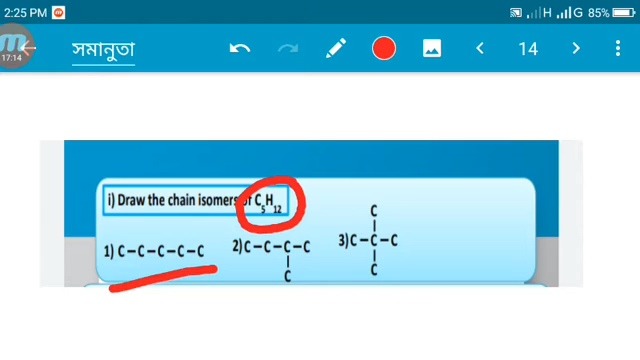 2:25 PM H G 85%
সমানুতা 14
17:14
i) Draw the chain isomers of C₅H₁₂
1) C–C–C–C–C 2) C–C–C–C 3) C–C–C
C
C
C
C